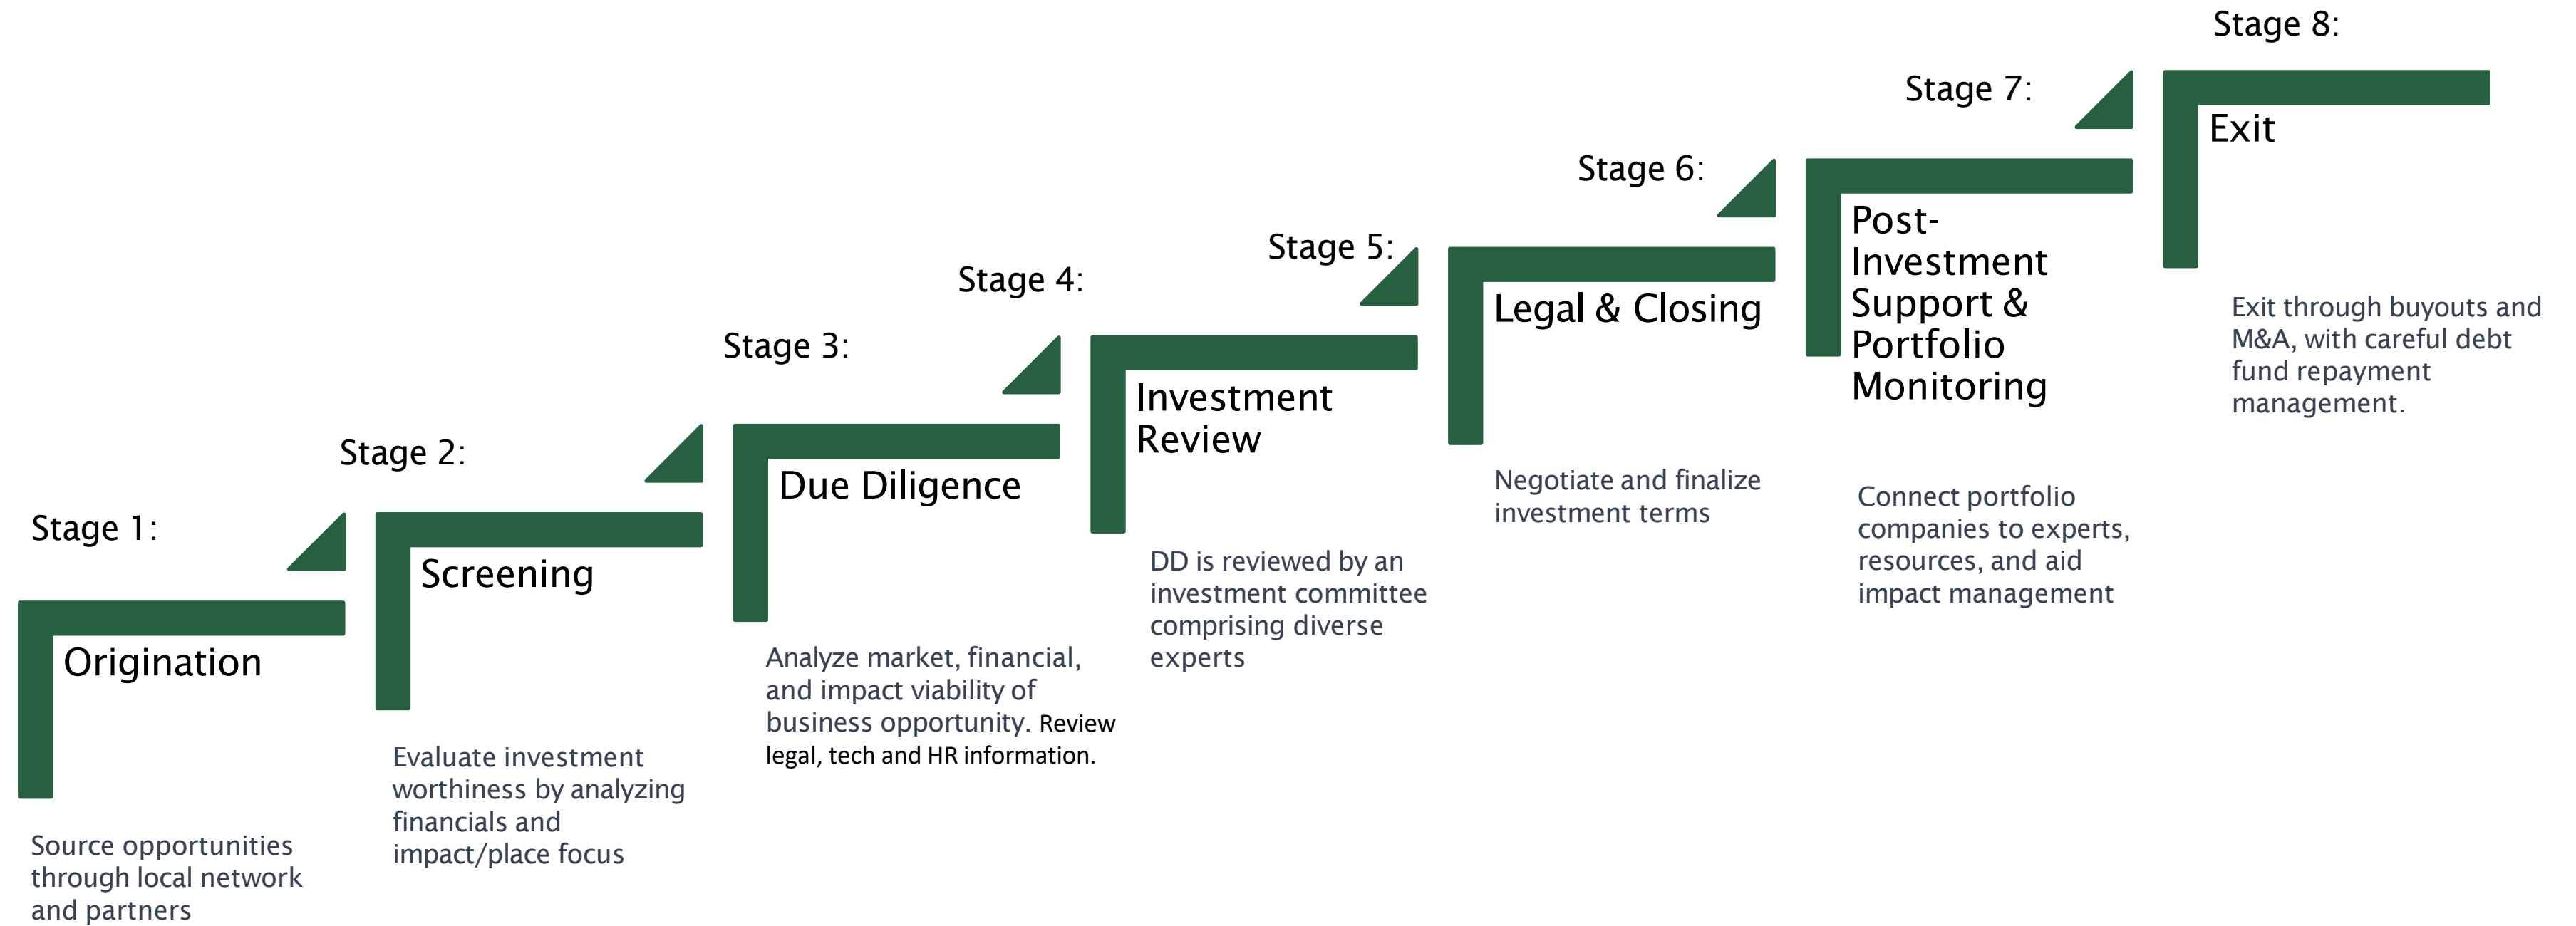 Stage 1:
Origination
Source opportunities
through local network
and partners
Stage 2:
Screening
Evaluate investment
worthiness by analyzing
financials and
impact/place focus
Stage 3:
Due Diligence
Analyze market, financial,
and impact viability of
business opportunity. Review
legal, tech and HR information.
Stage 4:
Investment
Review
DD is reviewed by an
investment committee
comprising diverse
experts
Stage 5:
Legal & Closing
Negotiate and finalize
investment terms
Stage 6:
Post-
Investment
Support &
Portfolio
Monitoring
Connect portfolio
companies to experts,
resources, and aid
impact management
Stage 7:
Exit
Exit through buyouts and
M&A, with careful debt
fund repayment
management.
Stage 8: